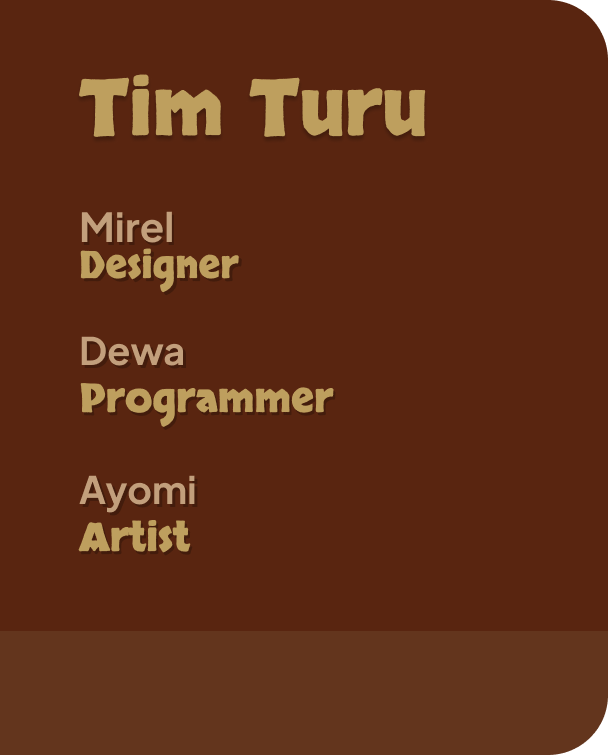 Tim Turu
Mirel
Designer
Dewa
Programmer
Ayomi
Artist